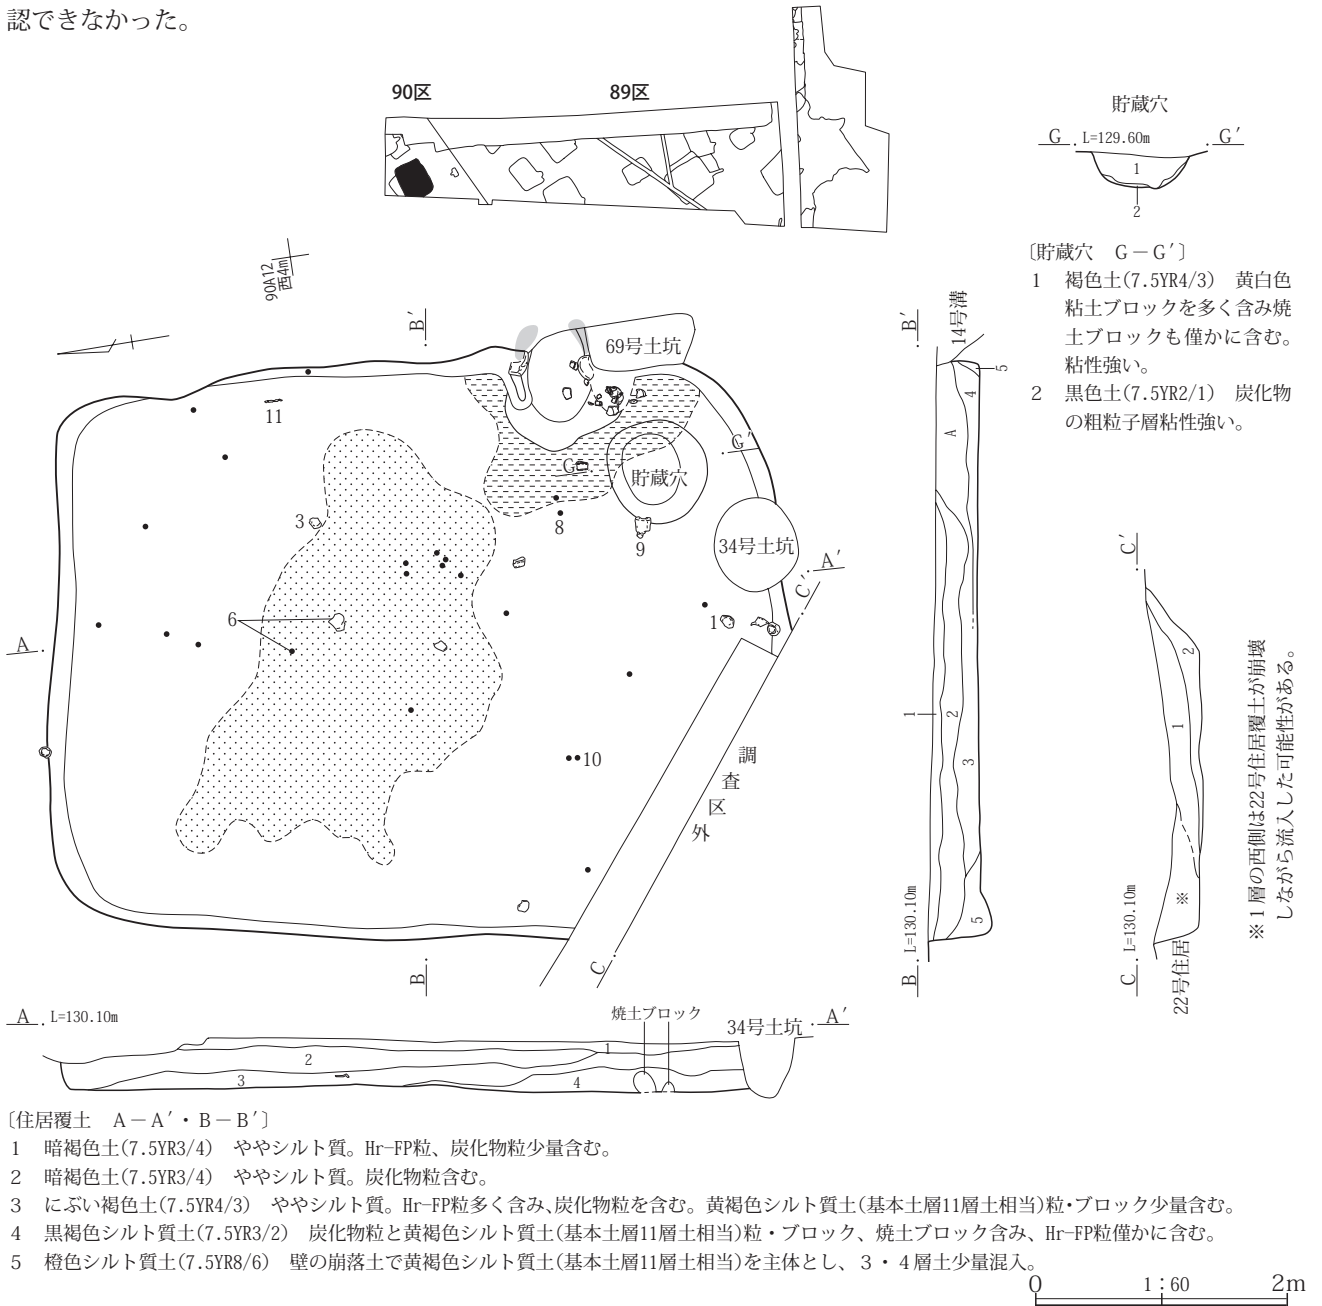 認できなかった。
90区
89区
貯蔵穴
G L=129.60m G′
1
2
〔貯蔵穴 G－G′〕
1 褐色土(7.5YR4/3) 黄白色
粘土ブロックを多く含み焼
土ブロックも僅かに含む。
粘性強い。
2 黒色土(7.5YR2/1) 炭化物
の粗粒子層粘性強い。
90A12
西4m
B′
69号土坑
11
G′
G
貯蔵穴
3
8
9
34号土坑
A′
C′
6
1
A
10
調査区外
C
B
B′
14号溝
5
4
A
1
2
3
5
B L=130.10m
C′
2
1
※
C L=130.10m
22号住居
※1層の西側は22号住居覆土が崩壊
しながら流入した可能性がある。
A L=130.10m
焼土ブロック
34号土坑
A′
1
2
3
4
〔住居覆土 A－A′・B－B′〕
1 暗褐色土(7.5YR3/4) ややシルト質。Hr-FP粒、炭化物粒少量含む。
2 暗褐色土(7.5YR3/4) ややシルト質。炭化物粒含む。
3 にぶい褐色土(7.5YR4/3) ややシルト質。Hr-FP粒多く含み、炭化物粒を含む。黄褐色シルト質土(基本土層11層土相当)粒・ブロック少量含む。
4 黒褐色シルト質土(7.5YR3/2) 炭化物粒と黄褐色シルト質土(基本土層11層土相当)粒・ブロック、焼土ブロック含み、Hr-FP粒僅かに含む。
5 橙色シルト質土(7.5YR8/6) 壁の崩落土で黄褐色シルト質土(基本土層11層土相当)を主体とし、３・４層土少量混入。
0 1：60 2m